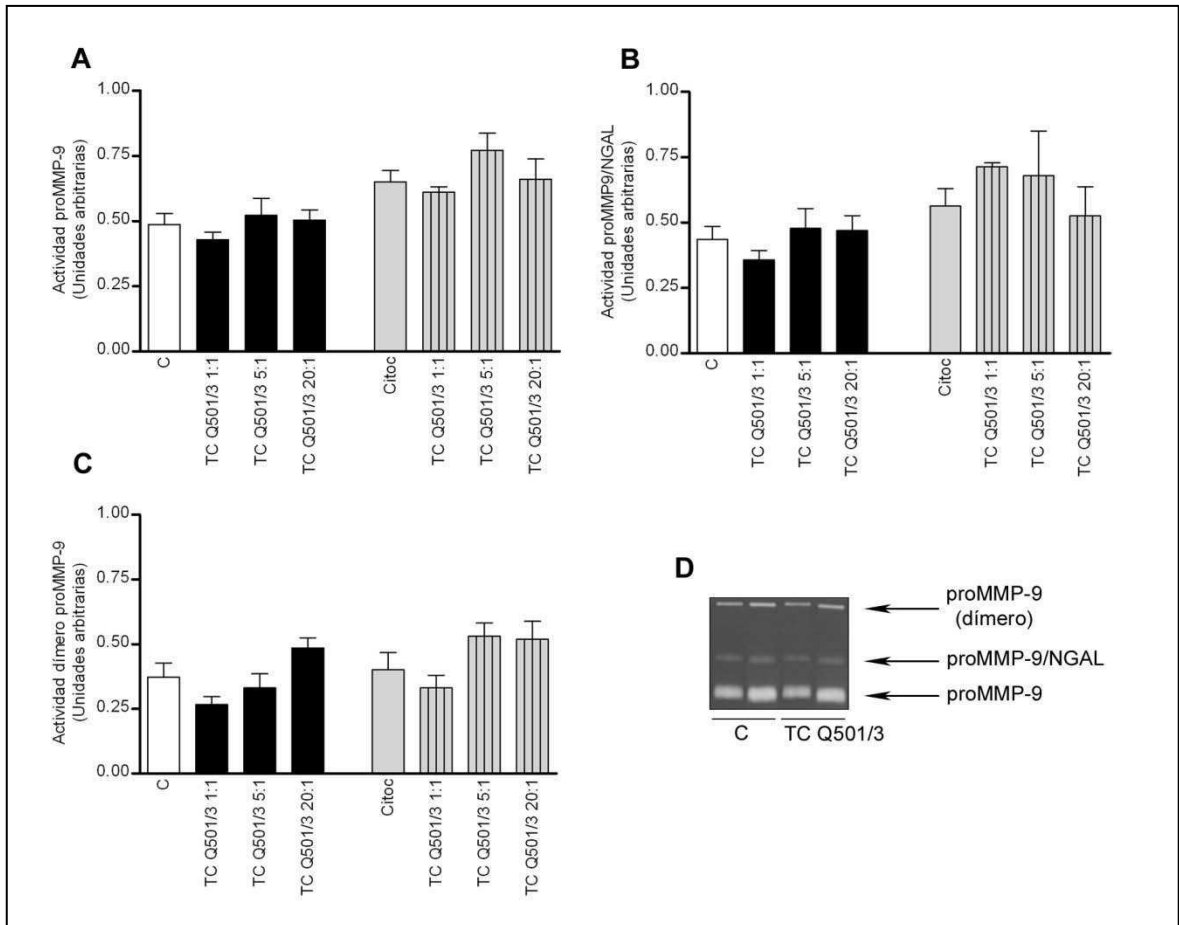 A
Actividad proMMP-9
(Unidades arbitrarias)
1.00
0.75
0.50
0.25
0.00
C
TC Q501/3 1:1
TC Q501/3 5:1
TC Q501/3 20:1
Citoc
TC Q501/3 1:1
TC Q501/3 5:1
TC Q501/3 20:1
B
Actividad proMMP9/NGAL
(Unidades arbitrarias)
1.00
0.75
0.50
0.25
0.00
C
TC Q501/3 1:1
TC Q501/3 5:1
TC Q501/3 20:1
Citoc
TC Q501/3 1:1
TC Q501/3 5:1
TC Q501/3 20:1
C
Actividad dímero proMMP-9
(Unidades arbitrarias)
1.00
0.75
0.50
0.25
0.00
C
TC Q501/3 1:1
TC Q501/3 5:1
TC Q501/3 20:1
Citoc
TC Q501/3 1:1
TC Q501/3 5:1
TC Q501/3 20:1
D
proMMP-9
(dímero)
proMMP-9/NGAL
proMMP-9
C
TC Q501/3